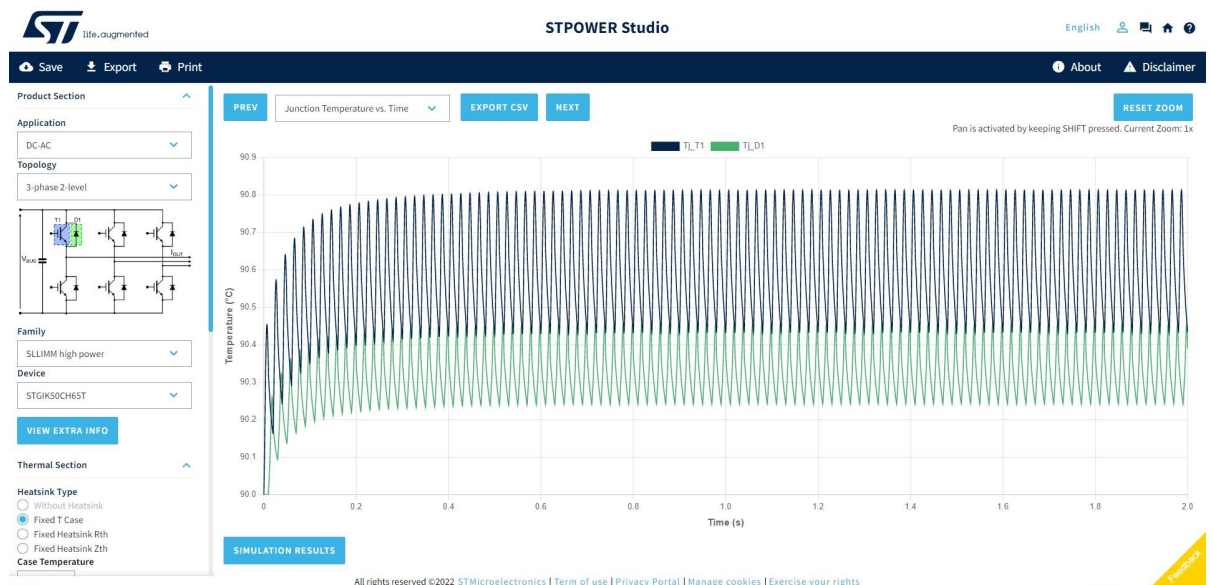 ST life.augmented
STPOWER Studio
English
Save Export Print
About Disclaimer
Product Section
Application
DC-AC
Topology
3-phase 2-level
T1 D1
VBUS
IOUT
Family
SLLIMM high power
Device
STGIK50CH65T
VIEW EXTRA INFO
Thermal Section
Heatsink Type
Without Heatsink
Fixed T Case
Fixed Heatsink Rth
Fixed Heatsink Zth
Case Temperature
PREV Junction Temperature vs. Time EXPORT CSV NEXT
RESET ZOOM
Pan is activated by keeping SHIFT pressed. Current Zoom: 1x
Tj_T1 Tj_D1
90.9
90.8
90.7
90.6
90.5
90.4
90.3
90.2
90.1
90.0
Temperature (°C)
0 0.2 0.4 0.6 0.8 1.0 1.2 1.4 1.6 1.8 2.0
Time (s)
SIMULATION RESULTS
Feedback
All rights reserved ©2022 STMicroelectronics | Term of use | Privacy Portal | Manage cookies | Exercise your rights